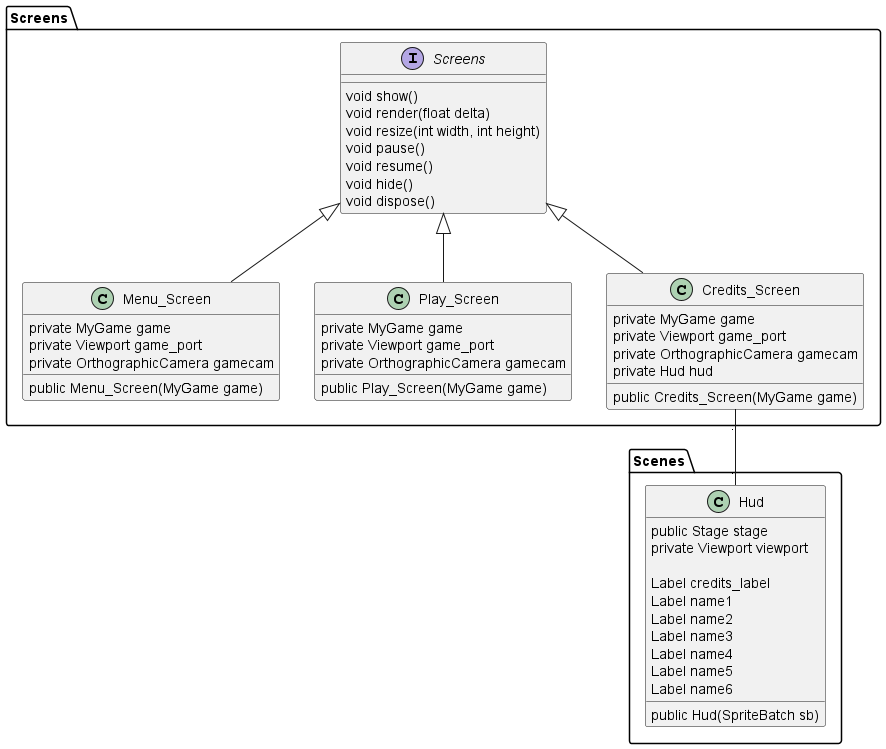 Screens
I Screens
void show()
void render(float delta)
void resize(int width, int height)
void pause()
void resume()
void hide()
void dispose()
C Menu_Screen
private MyGame game
private Viewport game_port
private OrthographicCamera gamecam
public Menu_Screen(MyGame game)
C Play_Screen
private MyGame game
private Viewport game_port
private OrthographicCamera gamecam
public Play_Screen(MyGame game)
C Credits_Screen
private MyGame game
private Viewport game_port
private OrthographicCamera gamecam
private Hud hud
public Credits_Screen(MyGame game)
Scenes
C Hud
public Stage stage
private Viewport viewport
Label credits_label
Label name1
Label name2
Label name3
Label name4
Label name5
Label name6
public Hud(SpriteBatch sb)